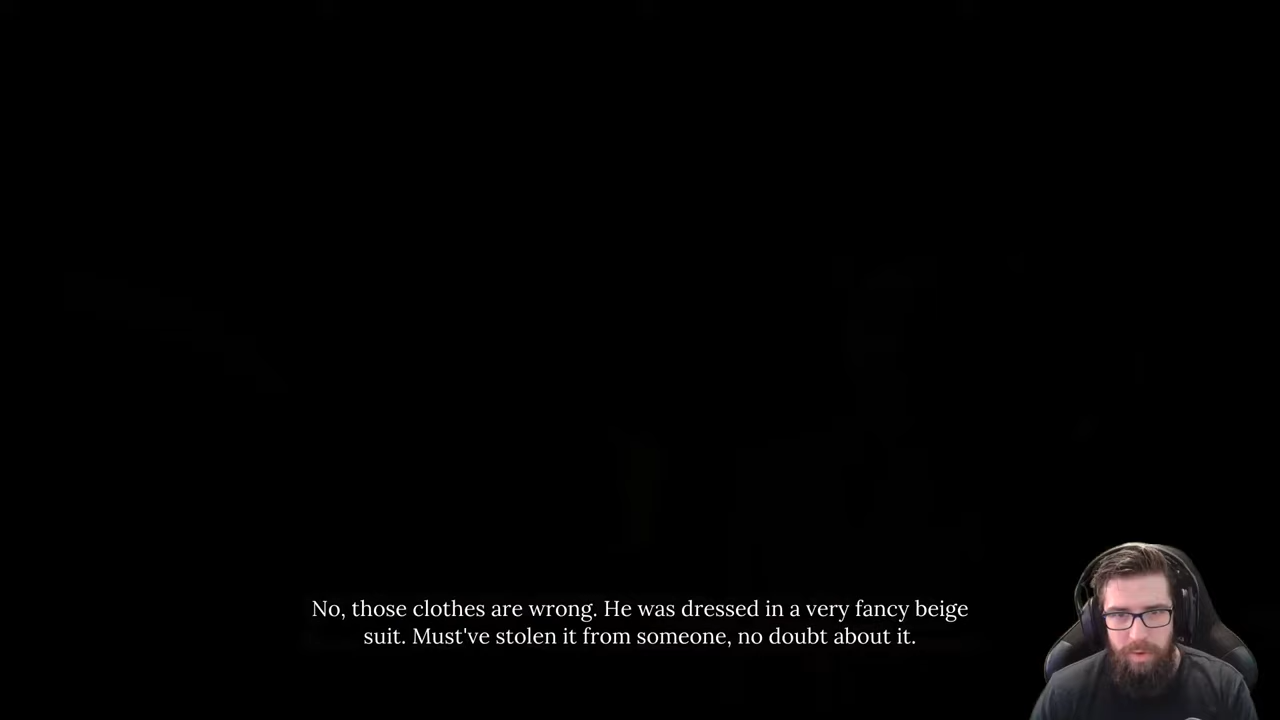 No, those clothes are wrong. He was dressed in a very fancy beige
suit. Must've stolen it from someone, no doubt about it.